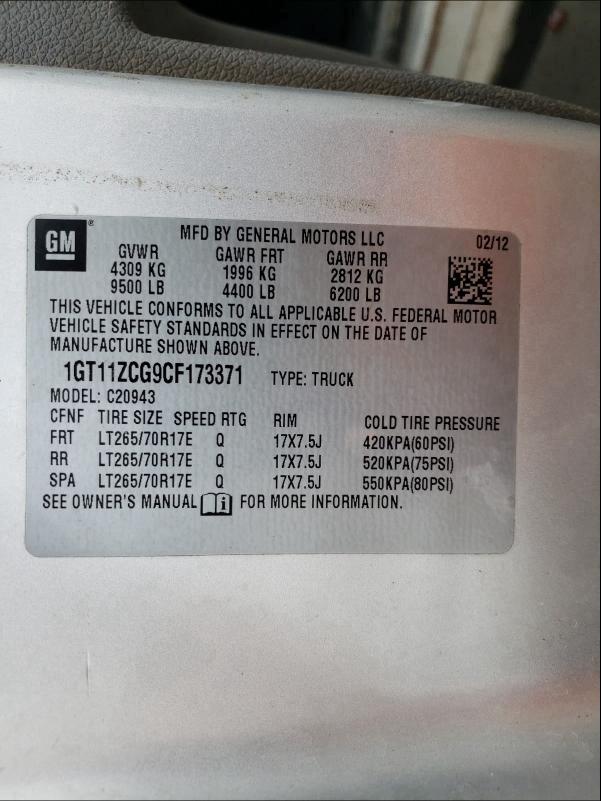 GM®
MFD BY GENERAL MOTORS LLC 02/12
GVWR GAWR FRT GAWR RR
4309 KG 1996 KG 2812 KG
9500 LB 4400 LB 6200 LB
THIS VEHICLE CONFORMS TO ALL APPLICABLE U.S. FEDERAL MOTOR
VEHICLE SAFETY STANDARDS IN EFFECT ON THE DATE OF
MANUFACTURE SHOWN ABOVE.
1GT11ZCG9CF173371 TYPE: TRUCK
MODEL: C20943
CFNF TIRE SIZE SPEED RTG RIM COLD TIRE PRESSURE
FRT LT265/70R17E Q 17X7.5J 420KPA(60PSI)
RR LT265/70R17E Q 17X7.5J 520KPA(75PSI)
SPA LT265/70R17E Q 17X7.5J 550KPA(80PSI)
SEE OWNER'S MANUAL i FOR MORE INFORMATION.